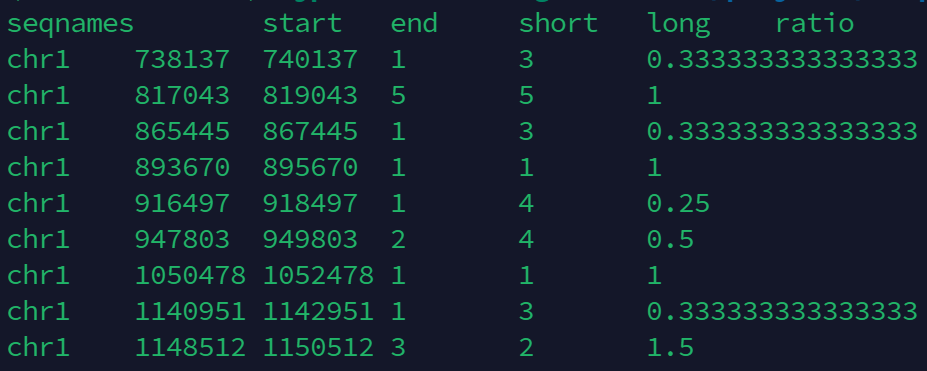 seqnames start end short long ratio
chr1 738137 740137 1 3 0.333333333333333
chr1 817043 819043 5 5 1
chr1 865445 867445 1 3 0.333333333333333
chr1 893670 895670 1 1 1
chr1 916497 918497 1 4 0.25
chr1 947803 949803 2 4 0.5
chr1 1050478 1052478 1 1 1
chr1 1140951 1142951 1 3 0.333333333333333
chr1 1148512 1150512 3 2 1.5